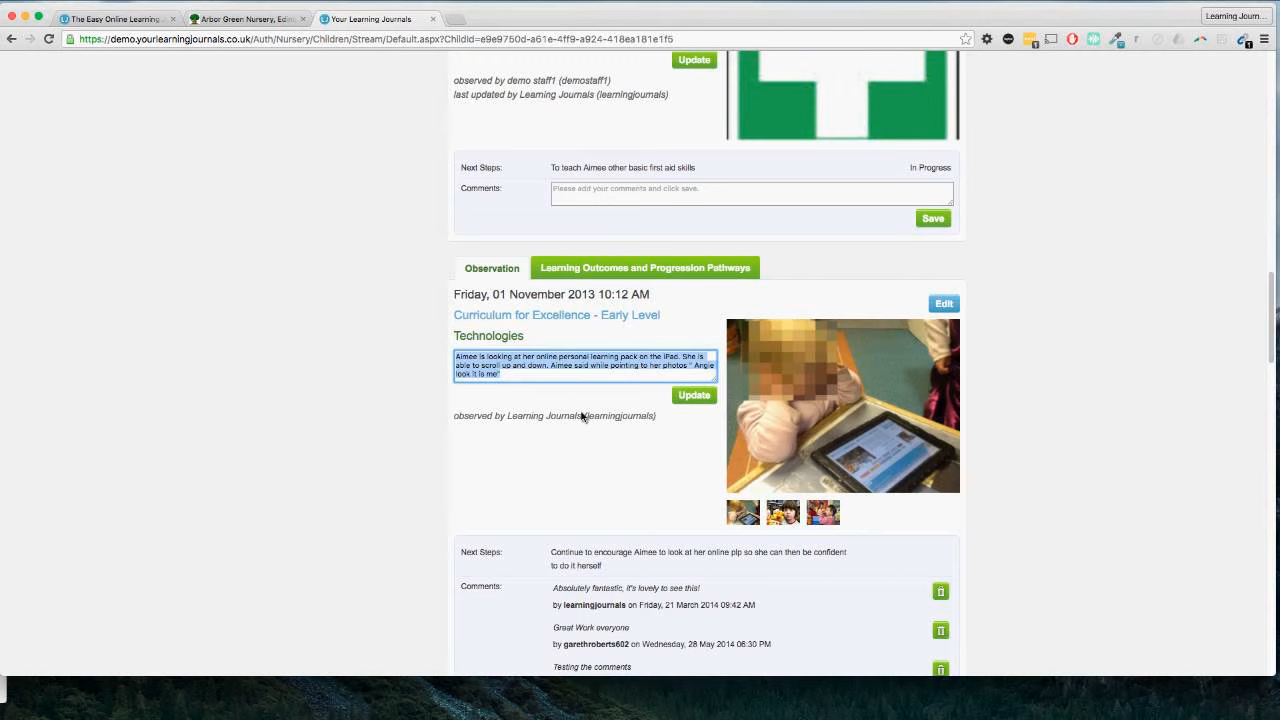 The Easy Online Learning
Arbor Green Nursery, Edin
Your Learning Journals
Learning Journ...
https://demo.yourlearningjournals.co.uk/Auth/Nursery/Children/Stream/Default.aspx?ChildId=e9e9750d-a61e-4ff9-a924-418ea181e1f5
Update
observed by demo staff1 (demostaff1)
last updated by Learning Journals (learningjournals)
Next Steps:
To teach Aimee other basic first aid skills
In Progress
Comments:
Please add your comments and click save.
Save
Observation
Learning Outcomes and Progression Pathways
Friday, 01 November 2013 10:12 AM
Edit
Curriculum for Excellence - Early Level
Technologies
Aimee is looking at her online personal learning pack on the iPad. She is
able to scroll up and down. Aimee said while pointing to her photos " Angie
look it is me"
Update
observed by Learning Journals (learningjournals)
Next Steps:
Continue to encourage Aimee to look at her online plp so she can then be confident
to do it herself
Comments:
Absolutely fantastic, it's lovely to see this!
by learningjournals on Friday, 21 March 2014 09:42 AM
Great Work everyone
by garethroberts602 on Wednesday, 28 May 2014 06:30 PM
Testing the comments